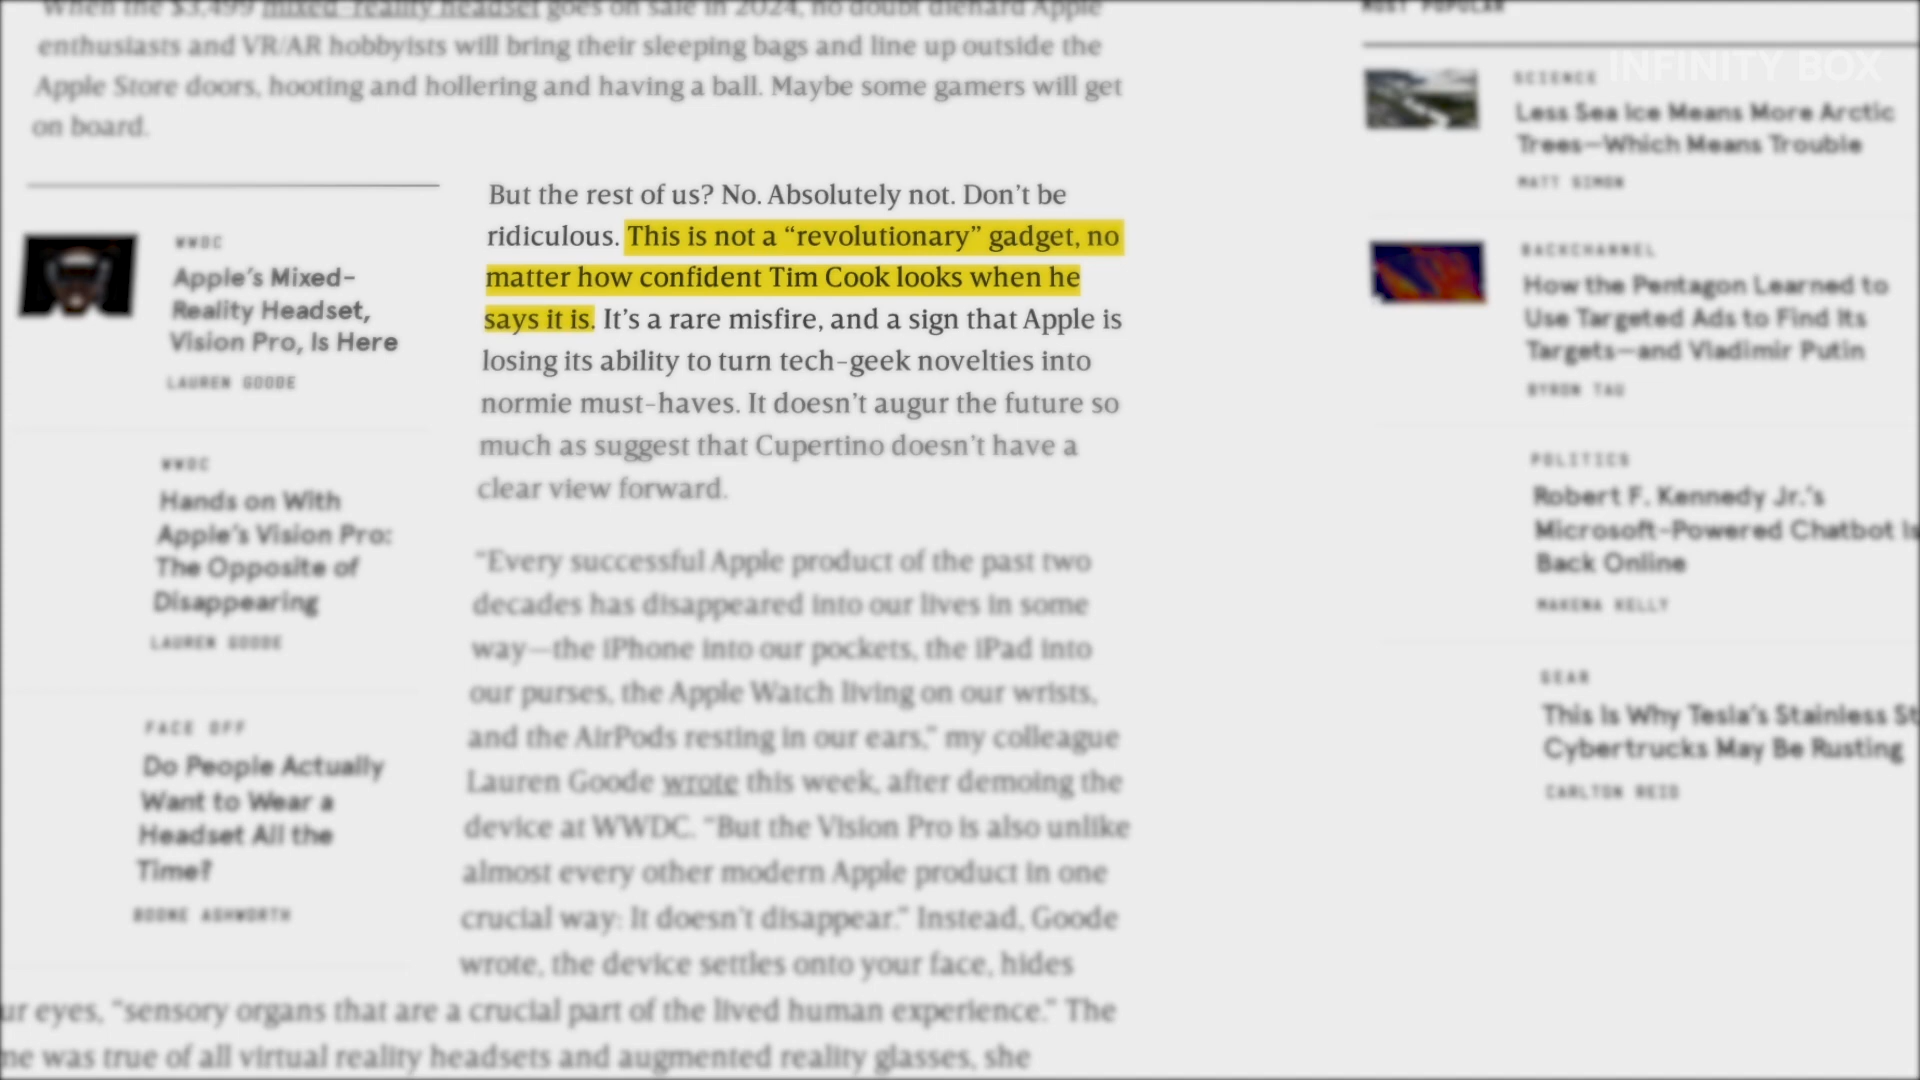 When the $3,499 mixed-reality headset goes on sale in 2024, no doubt diehard Apple
enthusiasts and VR/AR hobbyists will bring their sleeping bags and line up outside the
Apple Store doors, hooting and hollering and having a ball. Maybe some gamers will get
on board.
WWDC
Apple’s Mixed-
Reality Headset,
Vision Pro, Is Here
LAUREN GOODE
WWDC
Hands on With
Apple’s Vision Pro:
The Opposite of
Disappearing
LAUREN GOODE
FACE OFF
Do People Actually
Want to Wear a
Headset All the
Time?
BOONE ASHWORTH
But the rest of us? No. Absolutely not. Don’t be
ridiculous. This is not a “revolutionary” gadget, no
matter how confident Tim Cook looks when he
says it is. It’s a rare misfire, and a sign that Apple is
losing its ability to turn tech-geek novelties into
normie must-haves. It doesn’t augur the future so
much as suggest that Cupertino doesn’t have a
clear view forward.
“Every successful Apple product of the past two
decades has disappeared into our lives in some
way—the iPhone into our pockets, the iPad into
our purses, the Apple Watch living on our wrists,
and the AirPods resting in our ears,” my colleague
Lauren Goode wrote this week, after demoing the
device at WWDC. “But the Vision Pro is also unlike
almost every other modern Apple product in one
crucial way: It doesn’t disappear.” Instead, Goode
wrote, the device settles onto your face, hides
ur eyes, “sensory organs that are a crucial part of the lived human experience.” The
me was true of all virtual reality headsets and augmented reality glasses, she
MOST POPULAR
INFINITY BOX
SCIENCE
Less Sea Ice Means More Arctic
Trees—Which Means Trouble
MATT SIMON
BACKCHANNEL
How the Pentagon Learned to
Use Targeted Ads to Find Its
Targets—and Vladimir Putin
BYRON TAU
POLITICS
Robert F. Kennedy Jr.’s
Microsoft-Powered Chatbot Is
Back Online
MAKENA KELLY
GEAR
This Is Why Tesla’s Stainless St
Cybertrucks May Be Rusting
CARLTON REID